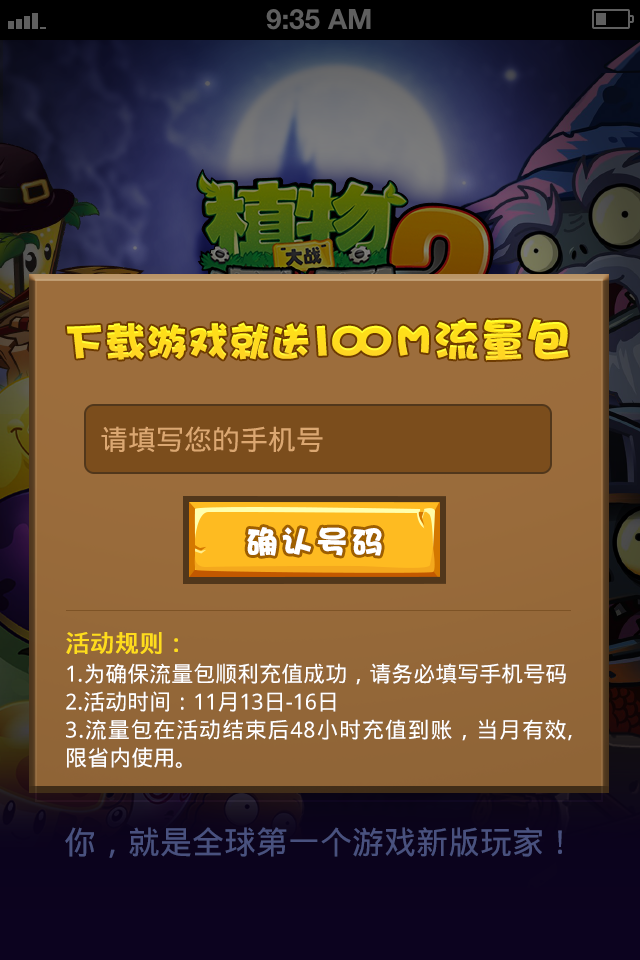 9:35 AM
植物
大战
2
下载游戏就送100M流量包
请填写您的手机号
确认号码
活动规则：
1.为确保流量包顺利充值成功，请务必填写手机号码
2.活动时间：11月13日-16日
3.流量包在活动结束后48小时充值到账，当月有效,
限省内使用。
你，就是全球第一个游戏新版玩家！